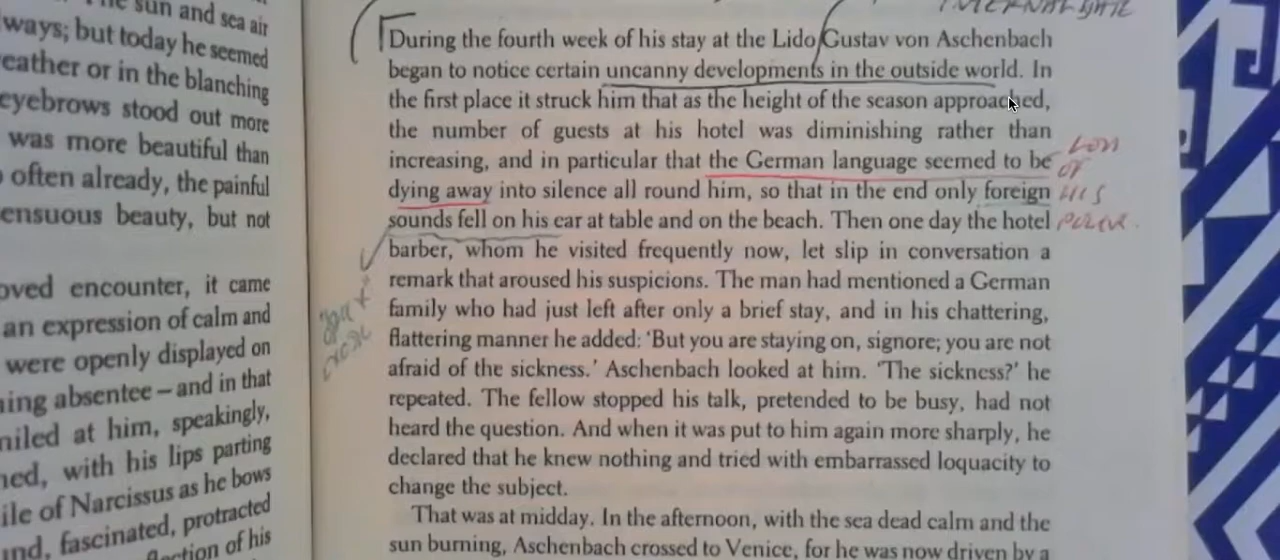 sun and sea air
ways; but today he seemed
eather or in the blanching
eyebrows stood out more
was more beautiful than
often already, the painful
ensuous beauty, but not
oved encounter, it came
an expression of calm and
were openly displayed on
ing absentee – and in that
niled at him, speakingly,
ned, with his lips parting
ile of Narcissus as he bows
und, fascinated, protracted
flection of his
During the fourth week of his stay at the Lido Gustav von Aschenbach
began to notice certain uncanny developments in the outside world. In
the first place it struck him that as the height of the season approached,
the number of guests at his hotel was diminishing rather than
increasing, and in particular that the German language seemed to be
dying away into silence all round him, so that in the end only foreign
sounds fell on his ear at table and on the beach. Then one day the hotel
barber, whom he visited frequently now, let slip in conversation a
remark that aroused his suspicions. The man had mentioned a German
family who had just left after only a brief stay, and in his chattering,
flattering manner he added: ‘But you are staying on, signore; you are not
afraid of the sickness.’ Aschenbach looked at him. ‘The sickness?’ he
repeated. The fellow stopped his talk, pretended to be busy, had not
heard the question. And when it was put to him again more sharply, he
declared that he knew nothing and tried with embarrassed loquacity to
change the subject.
That was at midday. In the afternoon, with the sea dead calm and the
sun burning, Aschenbach crossed to Venice, for he was now driven by a
OF
HIS